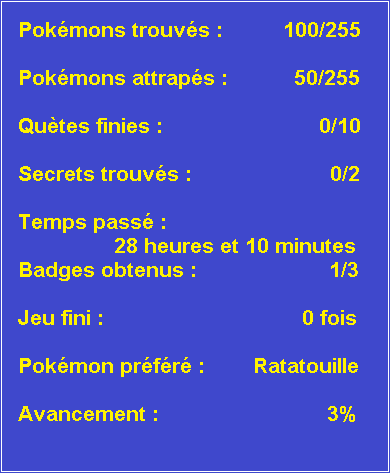 Pokémons trouvés : 100/255
Pokémons attrapés : 50/255
Quètes finies : 0/10
Secrets trouvés : 0/2
Temps passé :
28 heures et 10 minutes
Badges obtenus : 1/3
Jeu fini : 0 fois
Pokémon préféré : Ratatouille
Avancement : 3%